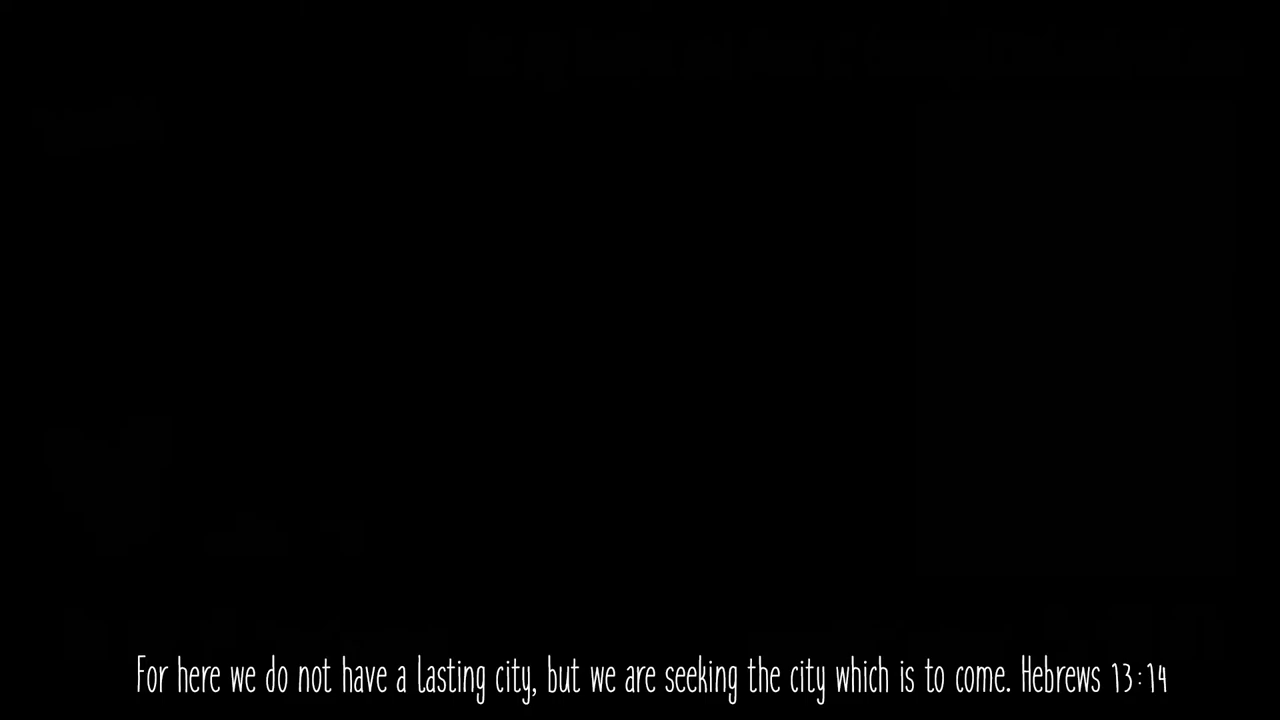 For here we do not have a lasting city, but we are seeking the city which is to come. Hebrews 13:14